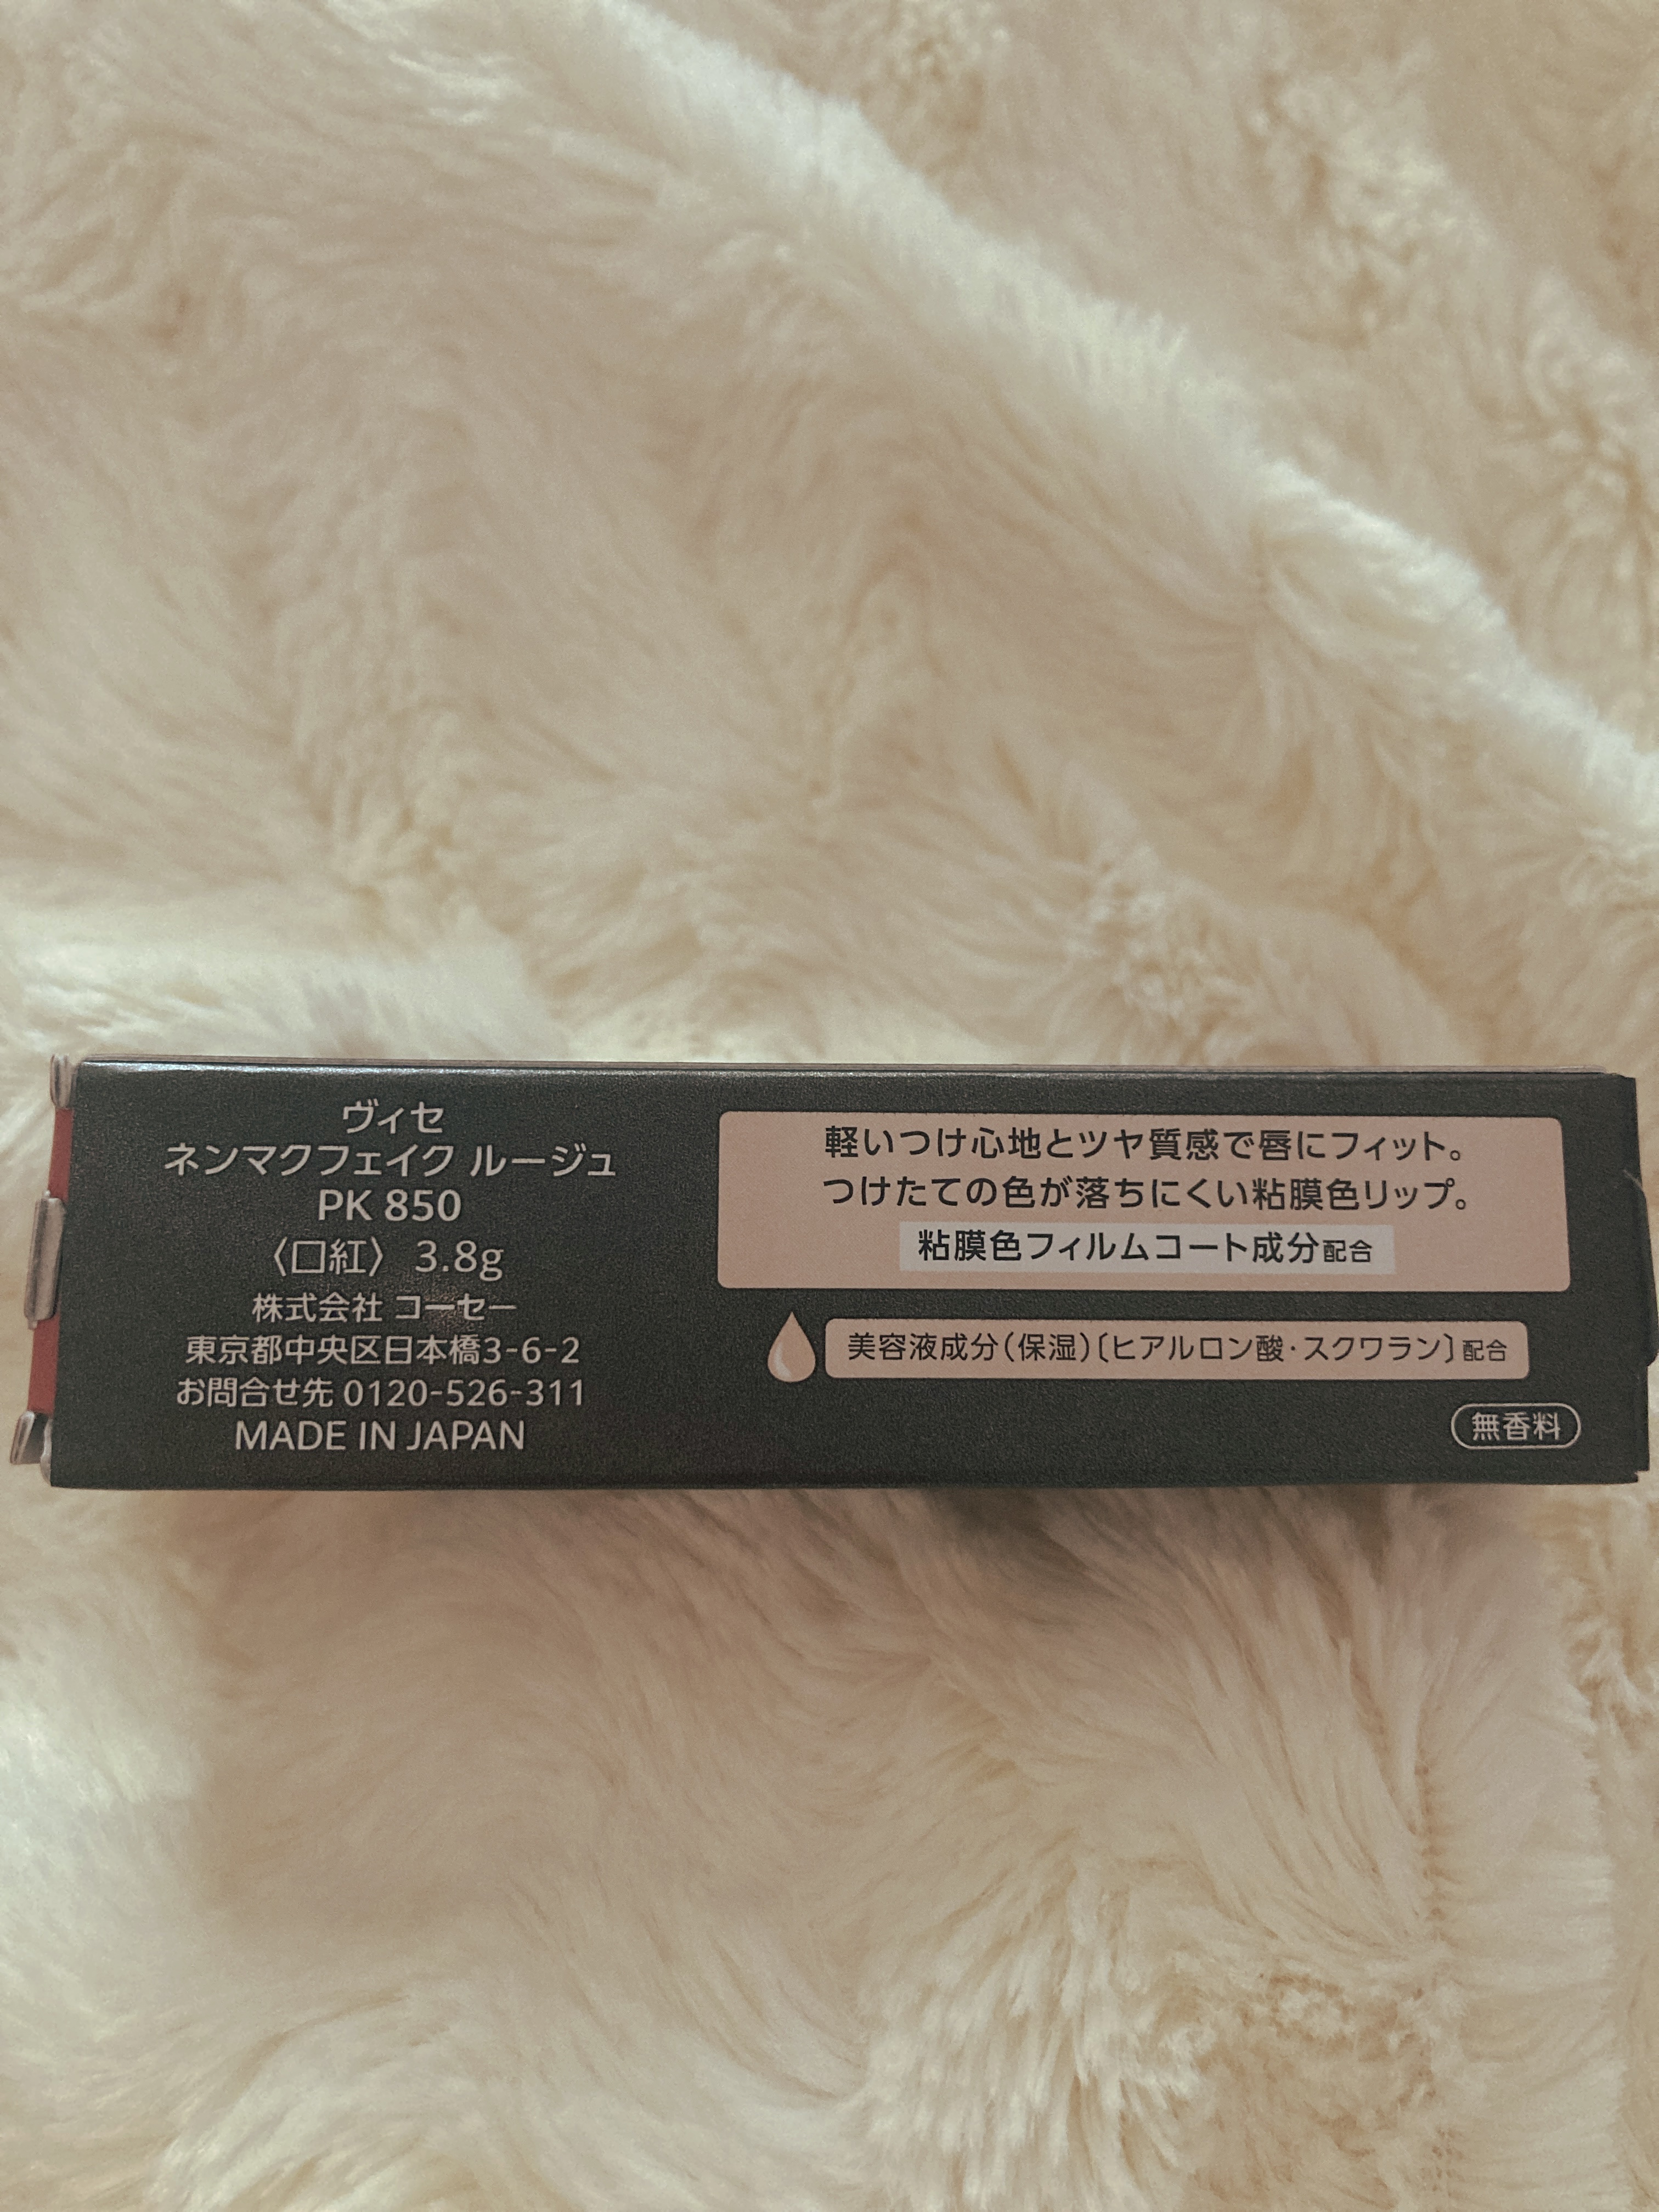 ヴィセ
ネンマクフェイク ルージュ
PK 850
〈口紅〉 3.8g
株式会社 コーセー
東京都中央区日本橋3-6-2
お問合せ先 0120-526-311
MADE IN JAPAN
軽いつけ心地とツヤ質感で唇にフィット。
つけたての色が落ちにくい粘膜色リップ。
粘膜色フィルムコート成分配合
美容液成分（保湿）〔ヒアルロン酸・スクワラン〕配合
無香料